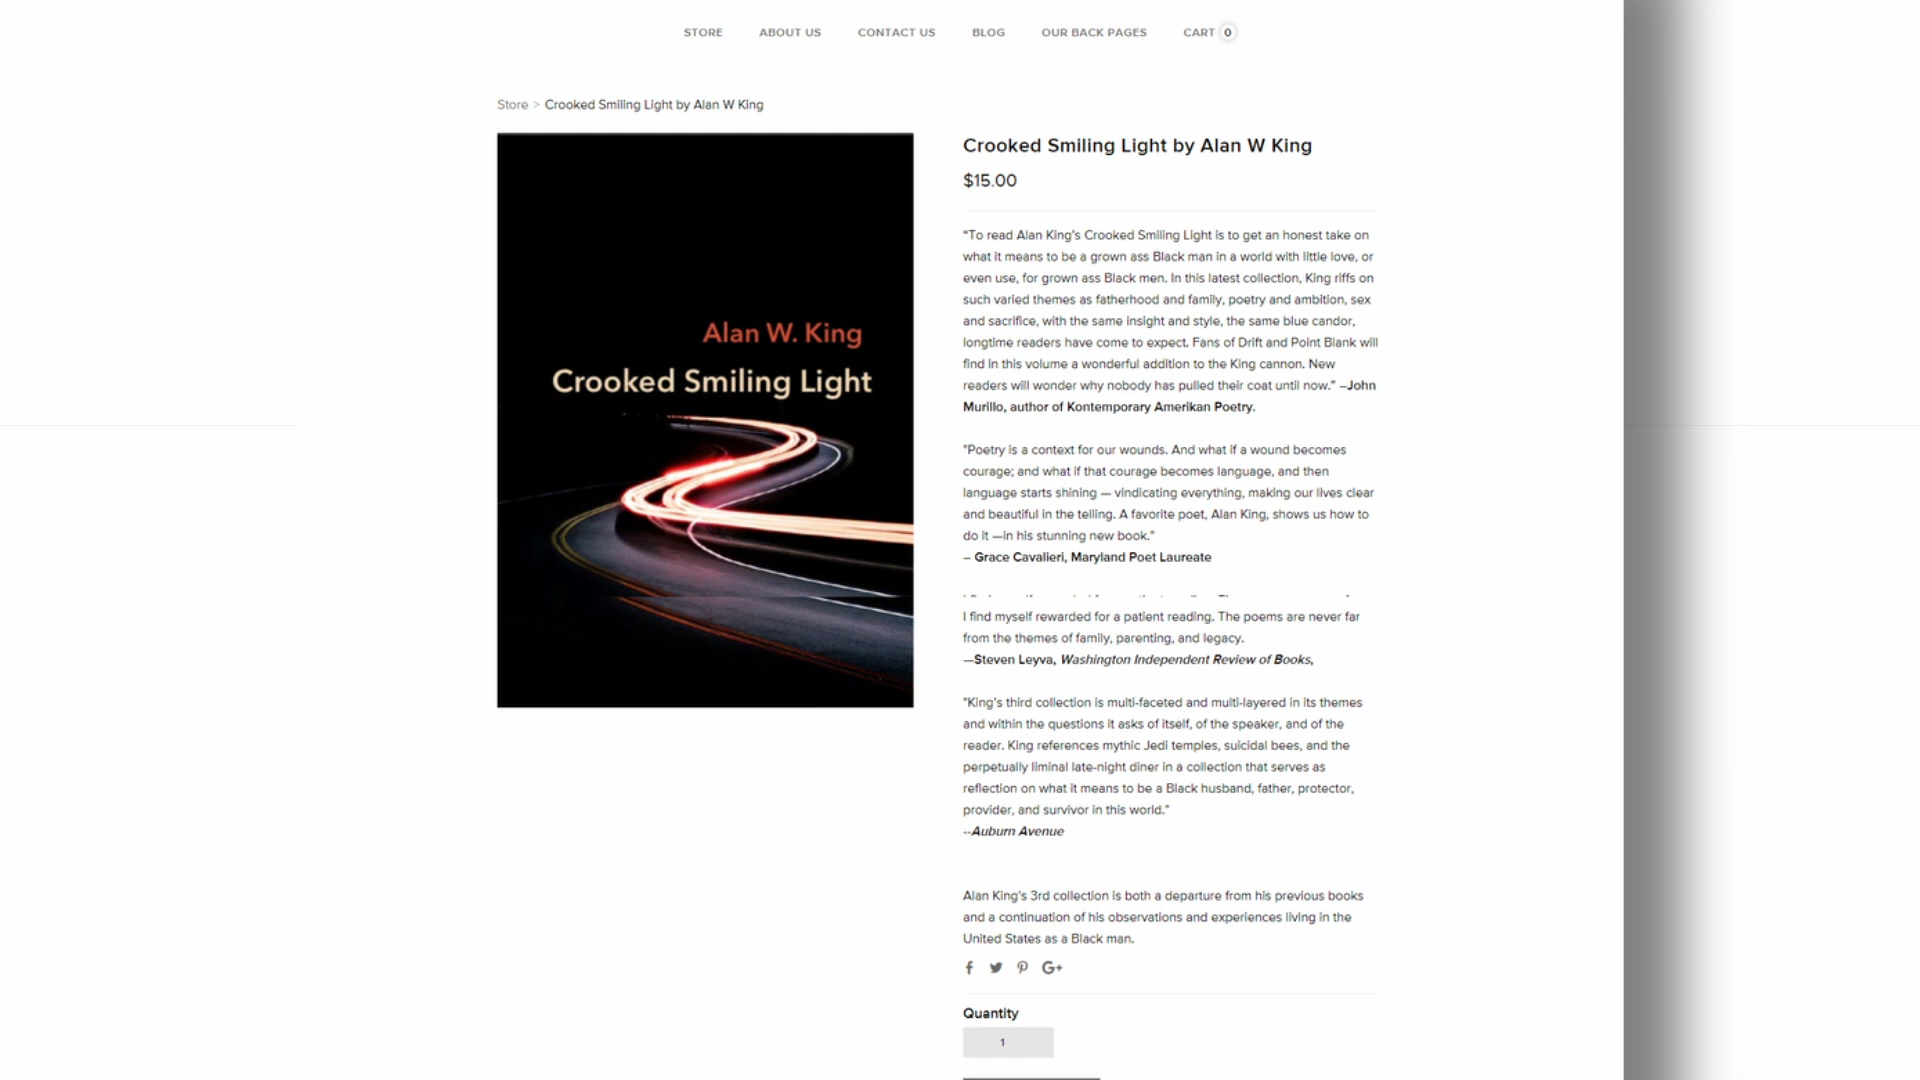 STORE ABOUT US CONTACT US BLOG OUR BACK PAGES CART 0
Store > Crooked Smiling Light by Alan W King
Alan W. King
Crooked Smiling Light
Crooked Smiling Light by Alan W King
$15.00
“To read Alan King's Crooked Smiling Light is to get an honest take on
what it means to be a grown ass Black man in a world with little love, or
even use, for grown ass Black men. In this latest collection, King riffs on
such varied themes as fatherhood and family, poetry and ambition, sex
and sacrifice, with the same insight and style, the same blue candor,
longtime readers have come to expect. Fans of Drift and Point Blank will
find in this volume a wonderful addition to the King cannon. New
readers will wonder why nobody has pulled their coat until now.” –John
Murillo, author of Kontemporary Amerikan Poetry.
"Poetry is a context for our wounds. And what if a wound becomes
courage; and what if that courage becomes language, and then
language starts shining — vindicating everything, making our lives clear
and beautiful in the telling. A favorite poet, Alan King, shows us how to
do it —in his stunning new book."
– Grace Cavalieri, Maryland Poet Laureate
I find myself rewarded for a patient reading. The poems are never far
from the themes of family, parenting, and legacy.
—Steven Leyva, Washington Independent Review of Books,
"King's third collection is multi-faceted and multi-layered in its themes
and within the questions it asks of itself, of the speaker, and of the
reader. King references mythic Jedi temples, suicidal bees, and the
perpetually liminal late-night diner in a collection that serves as
reflection on what it means to be a Black husband, father, protector,
provider, and survivor in this world."
--Auburn Avenue
Alan King's 3rd collection is both a departure from his previous books
and a continuation of his observations and experiences living in the
United States as a Black man.
Quantity
1